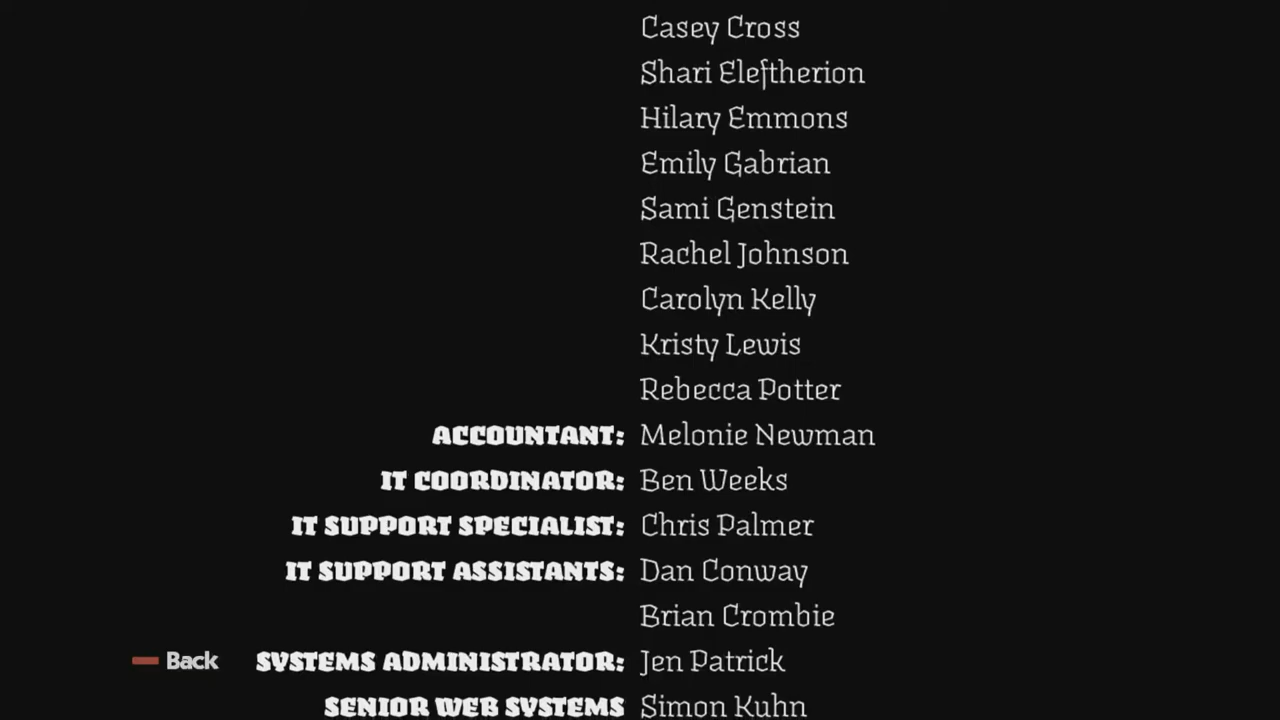 Casey Cross
Shari Eleftherion
Hilary Emmons
Emily Gabrian
Sami Genstein
Rachel Johnson
Carolyn Kelly
Kristy Lewis
Rebecca Potter
ACCOUNTANT: Melonie Newman
IT COORDINATOR: Ben Weeks
IT SUPPORT SPECIALIST: Chris Palmer
IT SUPPORT ASSISTANTS: Dan Conway
Brian Crombie
Back SYSTEMS ADMINISTRATOR: Jen Patrick
SENIOR WEB SYSTEMS Simon Kuhn